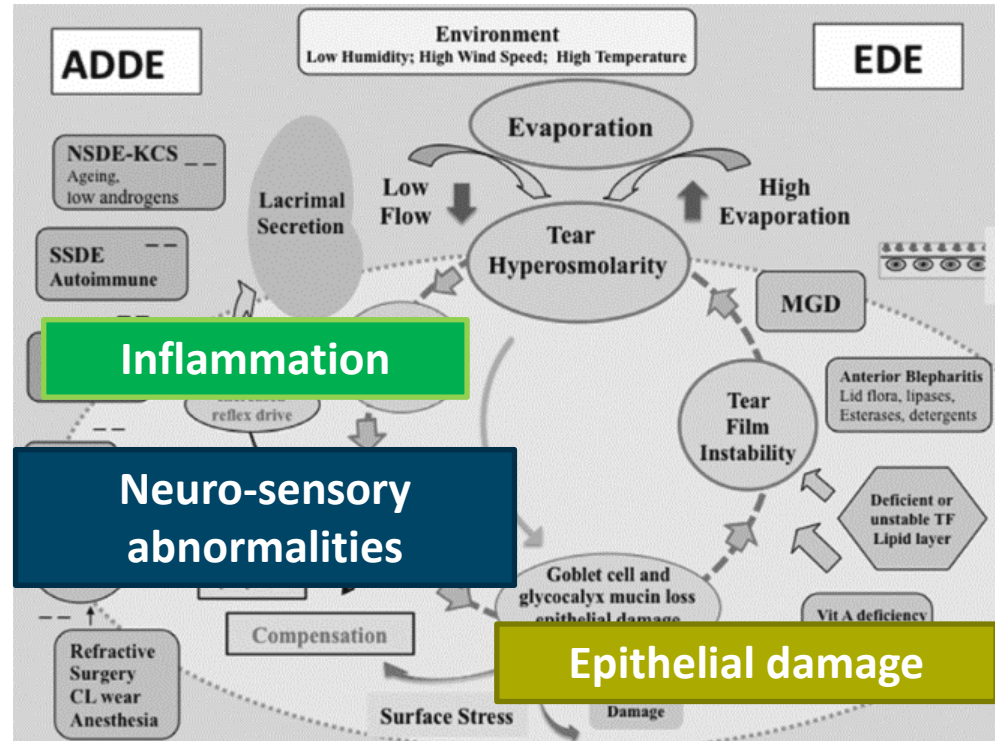 Environment
Low Humidity; High Wind Speed; High Temperature
ADDE
EDE
Evaporation
NSDE-KCS
Ageing,
low androgens
Lacrimal
Secretion
Low
Flow
High
Evaporation
Tear
Hyperosmolarity
SSDE
Autoimmune
MGD
Inflammation
reflex drive
Anterior Blepharitis
Lid flora, lipases,
Esterases, detergents
Tear
Film
Instability
Neuro-sensory
abnormalities
Deficient or
unstable TF
Lipid layer
Goblet cell and
glycocalyx mucin loss
epithelial damage
Vit A deficiency
Compensation
Epithelial damage
Refractive
Surgery
CL wear
Anesthesia
Surface Stress
Damage